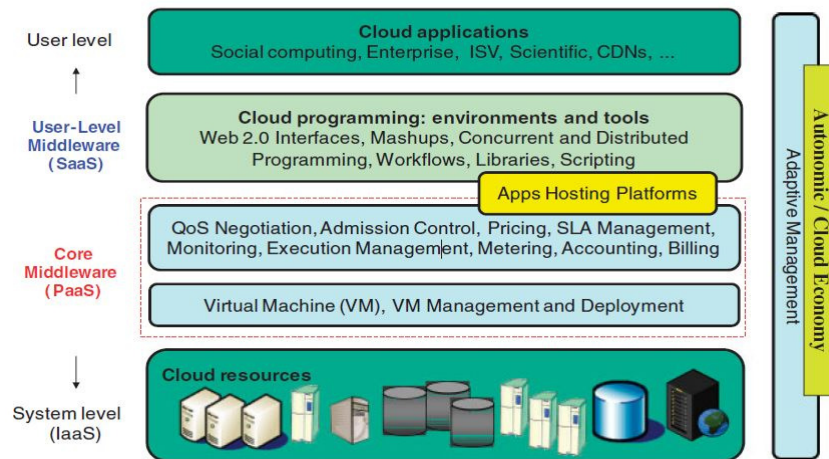 User level
Cloud applications
Social computing, Enterprise, ISV, Scientific, CDNs, ...
User-Level
Middleware
(SaaS)
Cloud programming: environments and tools
Web 2.0 Interfaces, Mashups, Concurrent and Distributed
Programming, Workflows, Libraries, Scripting
Apps Hosting Platforms
Core
Middleware
(PaaS)
QoS Negotiation, Admission Control, Pricing, SLA Management,
Monitoring, Execution Management, Metering, Accounting, Billing
Virtual Machine (VM), VM Management and Deployment
Cloud resources
System level
(IaaS)
Adaptive Management
Autonomic / Cloud Economy